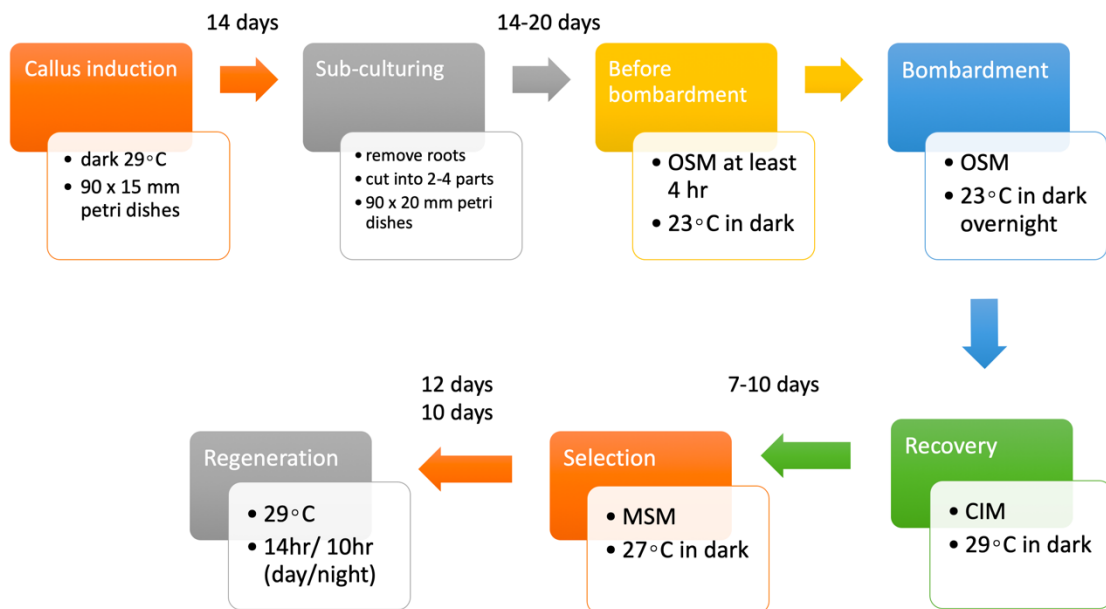 14 days
14-20 days
Callus induction
• dark 29◦C
• 90 x 15 mm
petri dishes
Sub-culturing
• remove roots
• cut into 2-4 parts
• 90 x 20 mm petri
dishes
Before
bombardment
• OSM at least
4 hr
• 23◦C in dark
Bombardment
• OSM
• 23◦C in dark
overnight
Recovery
• CIM
• 29◦C in dark
7-10 days
Selection
• MSM
• 27◦C in dark
12 days
10 days
Regeneration
• 29◦C
• 14hr/ 10hr
(day/night)